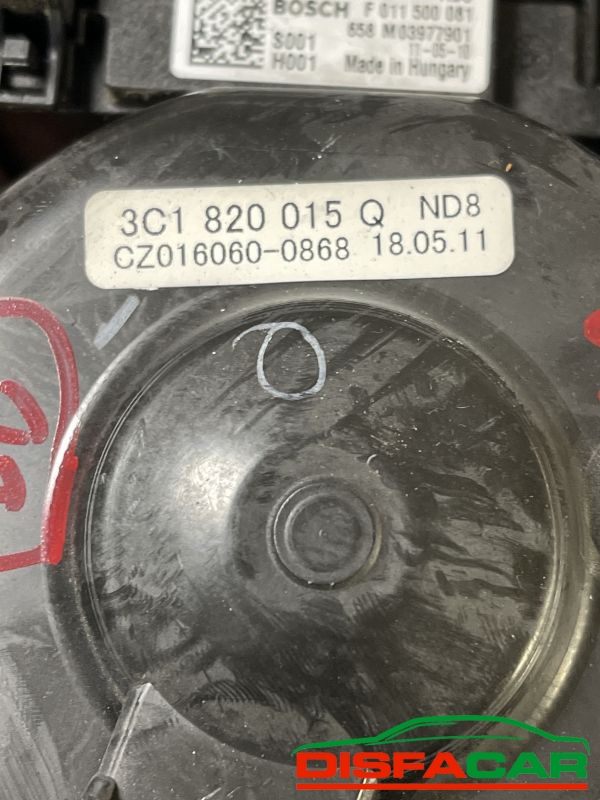 BOSCH F 011 500 081
658 M03977901
S001 11-05-10
H001 Made in Hungary
3C1 820 015 Q ND8
CZ016060-0868 18.05.11
DISFACAR